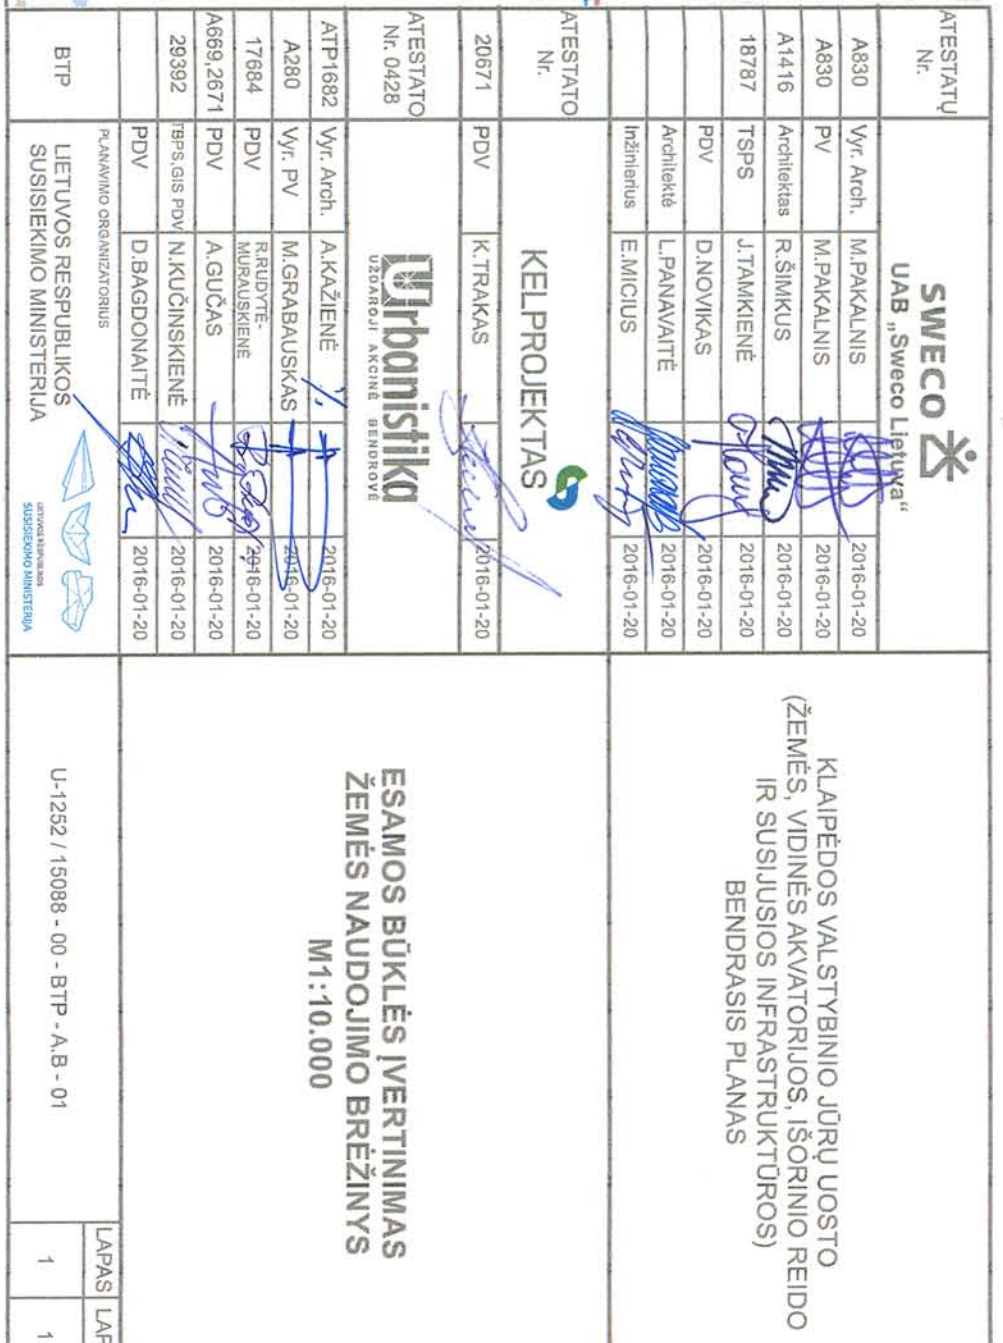 ATESTATŲ
Nr.
SWECO
UAB „Sweco Lietuva“
KLAIPĖDOS VALSTYBINIO JŪRŲ UOSTO
(ŽEMĖS, VIDINĖS AKVATORIJOS, IŠORINIO REIDO
IR SUSIJUSIOS INFRASTRUKTŪROS)
BENDRASIS PLANAS
A830 Vyr. Arch. M.PAKALNIS 2016-01-20
A830 PV M.PAKALNIS 2016-01-20
A1416 Architektas R.ŠIMKUS 2016-01-20
18787 TSPS J.TAMKIENĖ 2016-01-20
PDV D.NOVIKAS 2016-01-20
Architektė L.PANAVAITĖ 2016-01-20
Inžinierius E.MICIUS 2016-01-20
ATESTATO
Nr.
KELPROJEKTAS
20671 PDV K.TRAKAS 2016-01-20
ATESTATO
Nr. 0428
Urbanistika
UŽDAROJI AKCINĖ BENDROVĖ
ESAMOS BŪKLĖS ĮVERTINIMAS
ŽEMĖS NAUDOJIMO BRĖŽINYS
M1:10.000
ATP1682 Vyr. Arch. A.KAŽIENĖ 2016-01-20
A280 Vyr. PV M.GRABAUSKAS 2016-01-20
17684 PDV R.RUDYTĖ-
MURAUSKIENĖ 2016-01-20
A669,2671 PDV A.GUČAS 2016-01-20
29392 TBPS.GIS PDV N.KUČINSKIENĖ 2016-01-20
PDV D.BAGDONAITĖ 2016-01-20
BTP
PLANAVIMO ORGANIZATORIUS
LIETUVOS RESPUBLIKOS
SUSISIEKIMO MINISTERIJA
LIETUVOS RESPUBLIKOS
SUSISIEKIMO MINISTERIJA
U-1252 / 15088 - 00 - BTP - A.B - 01
LAPAS LAP
1 1